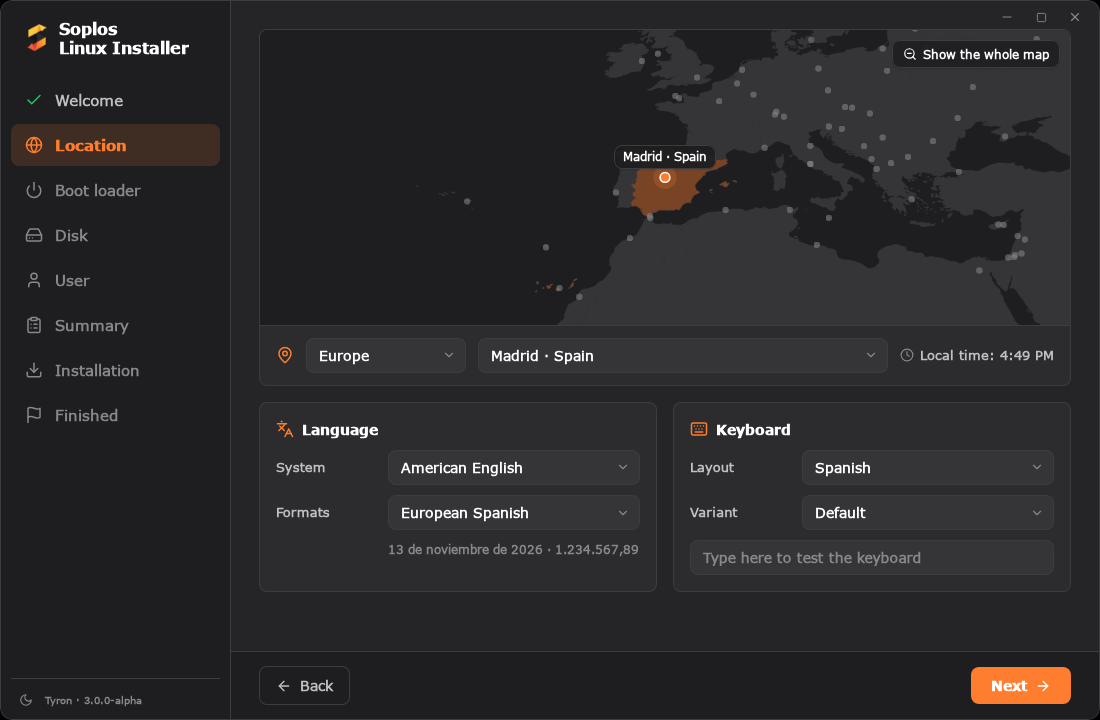 Soplos
Linux Installer
Welcome
Location
Boot loader
Disk
User
Summary
Installation
Finished
Tyron · 3.0.0-alpha
Show the whole map
Madrid · Spain
Europe
Madrid · Spain
Local time: 4:49 PM
Language
System
American English
Formats
European Spanish
13 de noviembre de 2026 · 1.234.567,89
Keyboard
Layout
Spanish
Variant
Default
Type here to test the keyboard
Back
Next